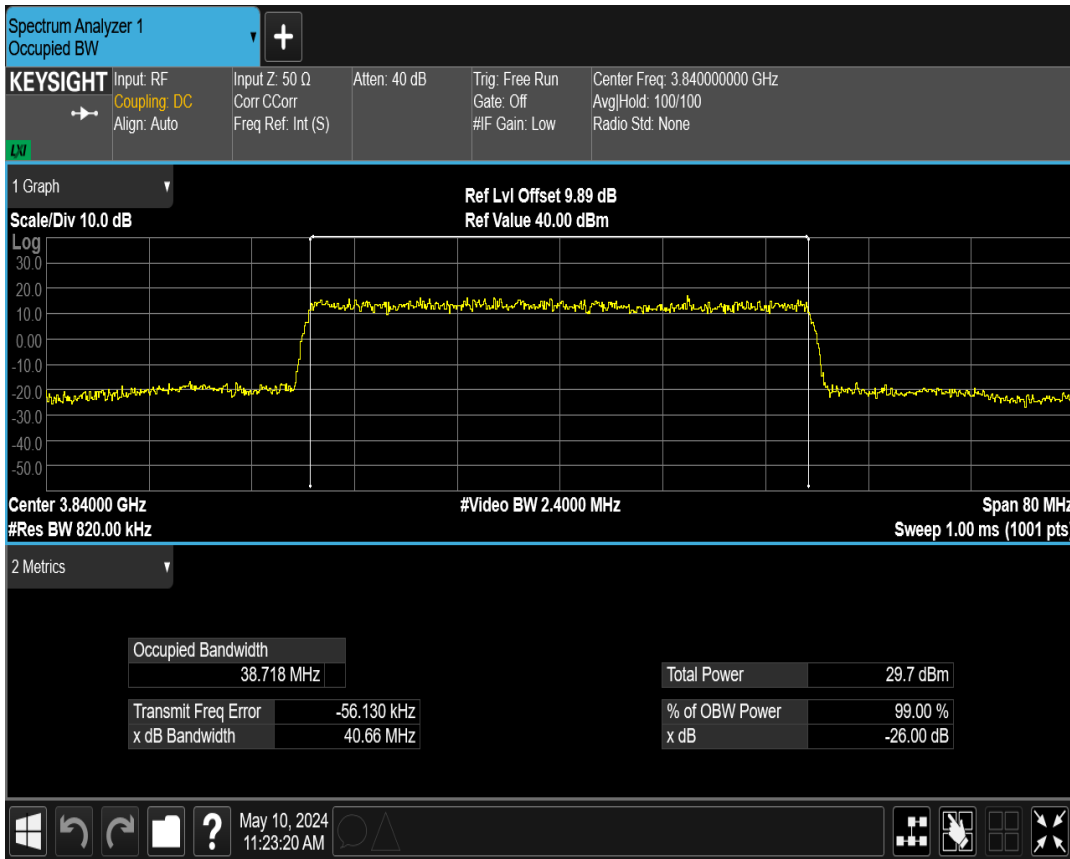 Spectrum Analyzer 1
Occupied BW
+
KEYSIGHT
LXI
Input: RF
Coupling: DC
Align: Auto
Input Z: 50 Ω
Corr CCorr
Freq Ref: Int (S)
Atten: 40 dB
Trig: Free Run
Gate: Off
#IF Gain: Low
Center Freq: 3.840000000 GHz
Avg|Hold: 100/100
Radio Std: None
1 Graph
Scale/Div 10.0 dB
Ref Lvl Offset 9.89 dB
Ref Value 40.00 dBm
Log
30.0
20.0
10.0
0.00
-10.0
-20.0
-30.0
-40.0
-50.0
Center 3.84000 GHz
#Video BW 2.4000 MHz
Span 80 MHz
#Res BW 820.00 kHz
Sweep 1.00 ms (1001 pts)
2 Metrics
Occupied Bandwidth
38.718 MHz
Transmit Freq Error -56.130 kHz
x dB Bandwidth 40.66 MHz
Total Power 29.7 dBm
% of OBW Power 99.00 %
x dB -26.00 dB
?
May 10, 2024
11:23:20 AM